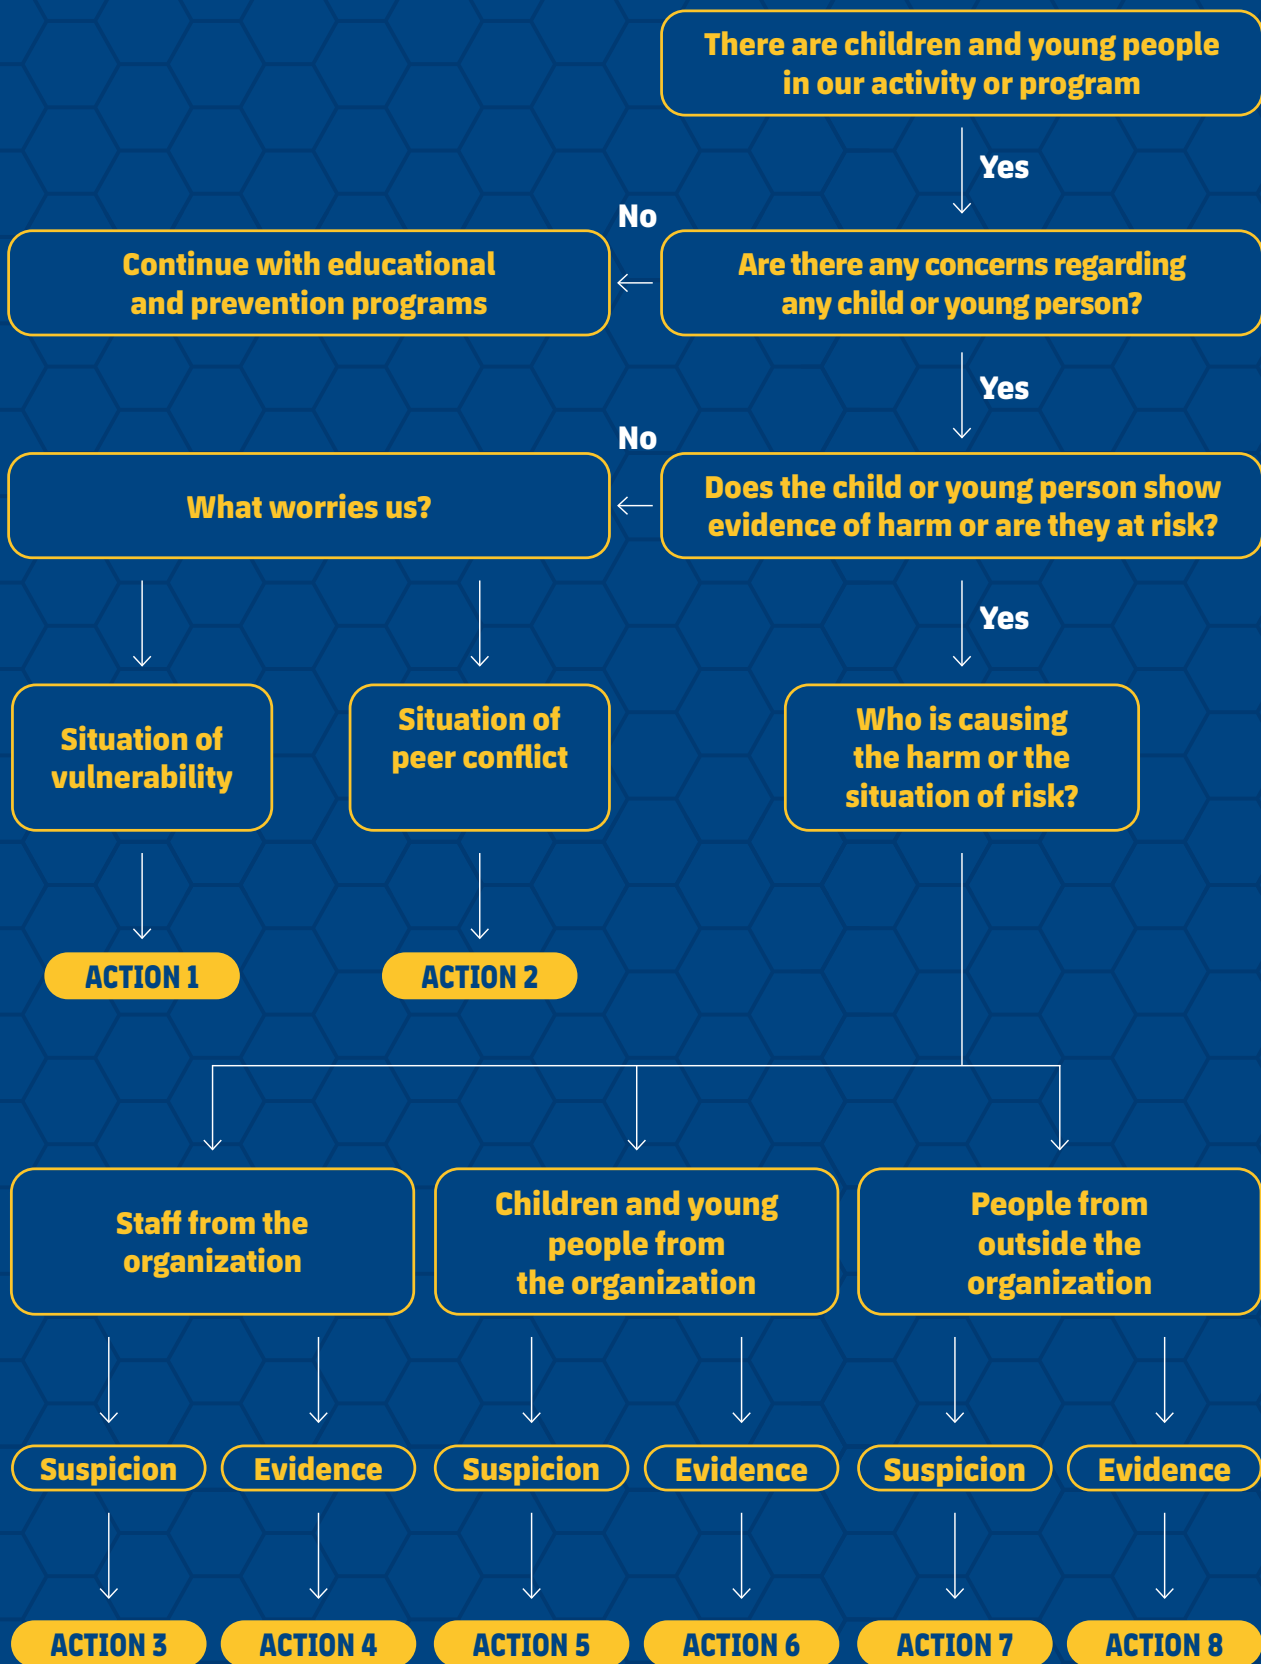 There are children and young people
in our activity or program
Yes
No
Continue with educational
and prevention programs
Are there any concerns regarding
any child or young person?
Yes
No
What worries us?
Does the child or young person show
evidence of harm or are they at risk?
Yes
Situation of
vulnerability
Situation of
peer conflict
Who is causing
the harm or the
situation of risk?
ACTION 1
ACTION 2
Staff from the
organization
Children and young
people from
the organization
People from
outside the
organization
Suspicion
Evidence
Suspicion
Evidence
Suspicion
Evidence
ACTION 3
ACTION 4
ACTION 5
ACTION 6
ACTION 7
ACTION 8